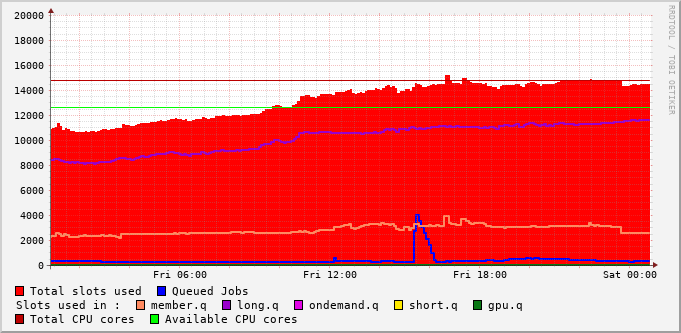 20000
18000
16000
14000
12000
10000
8000
6000
4000
2000
0
Fri 06:00 Fri 12:00 Fri 18:00 Sat 00:00
RRDTOOL / TOBI OETIKER
Total slots used Queued Jobs
Slots used in : member.q long.q ondemand.q short.q gpu.q
Total CPU cores Available CPU cores